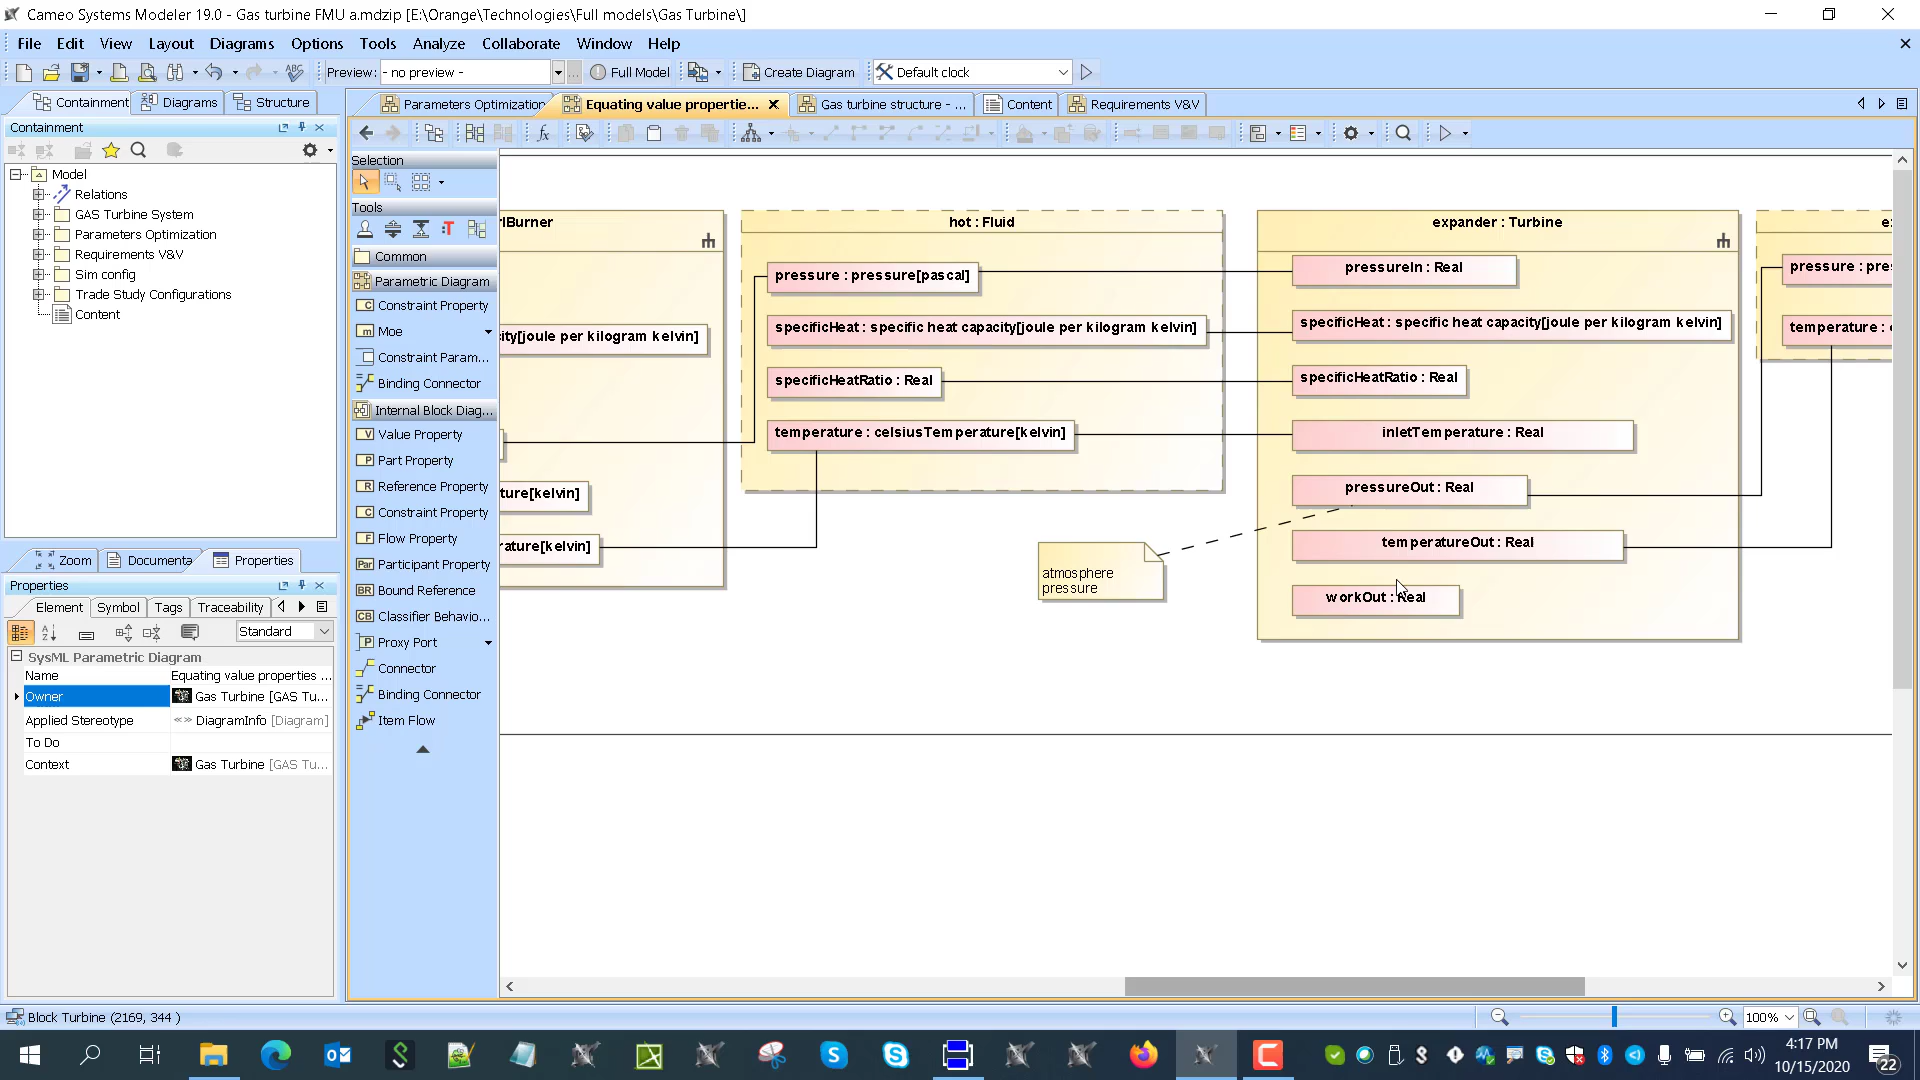 Cameo Systems Modeler 19.0 - Gas turbine FMU a.mdzip [E:\Orange\Technologies\Full models\Gas Turbine\]
File Edit View Layout Diagrams Options Tools Analyze Collaborate Window Help
Preview: - no preview - ... Full Model Create Diagram Default clock
Containment Diagrams Structure
Parameters Optimization Equating value propertie... Gas turbine structure - ... Content Requirements V&V
Containment
Model
Relations
GAS Turbine System
Parameters Optimization
Requirements V&V
Sim config
Trade Study Configurations
Content
Zoom Documenta Properties
Properties
Element Symbol Tags Traceability
Standard
SysML Parametric Diagram
Name Equating value properties ...
Owner Gas Turbine [GAS Tu...
Applied Stereotype «» DiagramInfo [Diagram]
To Do
Context Gas Turbine [GAS Tu...
Selection
Tools
Common
Parametric Diagram
C Constraint Property
m Moe
Constraint Param...
Binding Connector
Internal Block Diag...
V Value Property
P Part Property
R Reference Property
C Constraint Property
F Flow Property
Par Participant Property
BR Bound Reference
CB Classifier Behavio...
P Proxy Port
Connector
Binding Connector
Item Flow
lBurner
city[joule per kilogram kelvin]
ture[kelvin]
rature[kelvin]
hot : Fluid
pressure : pressure[pascal]
specificHeat : specific heat capacity[joule per kilogram kelvin]
specificHeatRatio : Real
temperature : celsiusTemperature[kelvin]
atmosphere
pressure
expander : Turbine
pressureIn : Real
specificHeat : specific heat capacity[joule per kilogram kelvin]
specificHeatRatio : Real
inletTemperature : Real
pressureOut : Real
temperatureOut : Real
workOut : Real
pressure : pres
temperature : c
Block Turbine (2169, 344 )
100%
4:17 PM
10/15/2020
22